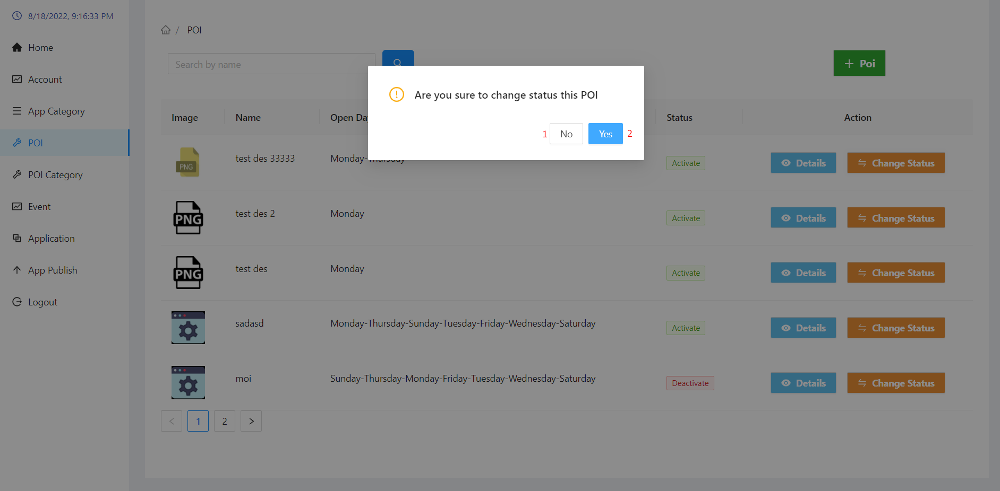 8/18/2022, 9:16:33 PM
Home
Account
App Category
POI
POI Category
Event
Application
App Publish
Logout
/ POI
Search by name
+ Poi
Are you sure to change status this POI
1 No Yes 2
Image Name Open Da Status Action
PNG test des 33333 Monday-Thursday Activate Details Change Status
PNG test des 2 Monday Activate Details Change Status
PNG test des Monday Activate Details Change Status
sadasd Monday-Thursday-Sunday-Tuesday-Friday-Wednesday-Saturday Activate Details Change Status
moi Sunday-Thursday-Monday-Friday-Tuesday-Wednesday-Saturday Deactivate Details Change Status
< 1 2 >